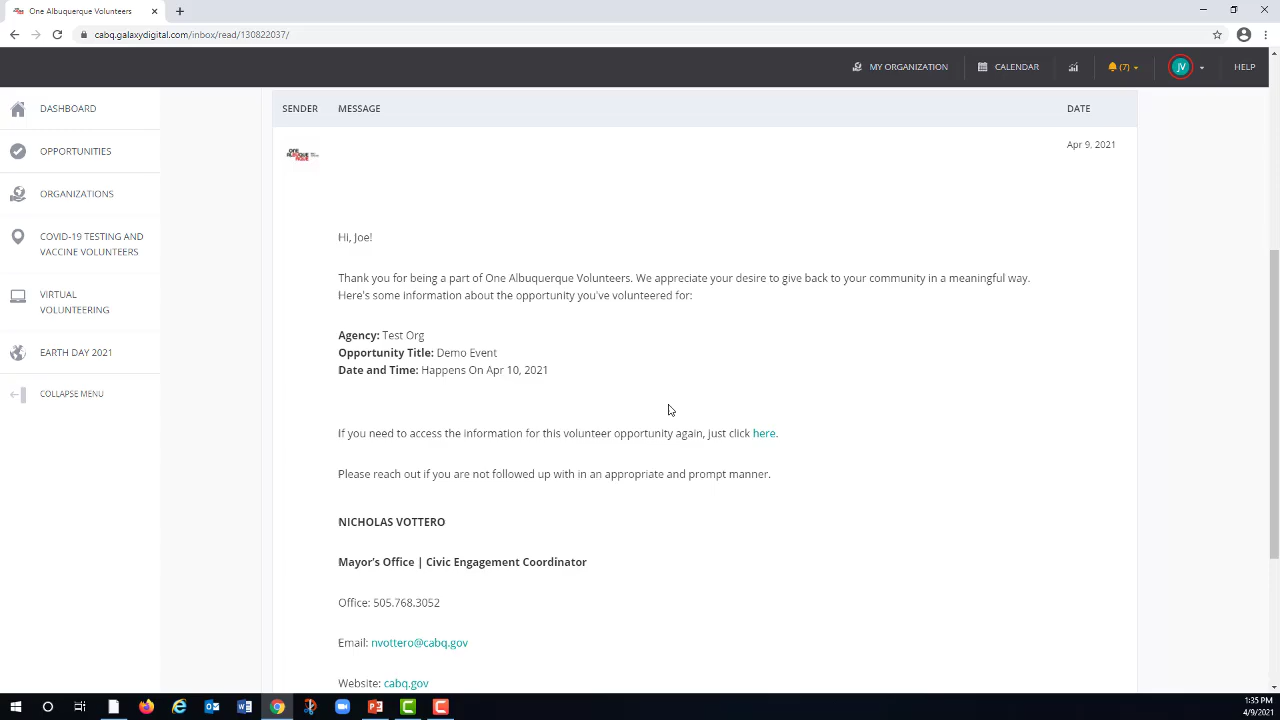 One Albuquerque Volunteers
cabq.galaxydigital.com/inbox/read/130822037/
MY ORGANIZATION
CALENDAR
(7)
JV
HELP
DASHBOARD
OPPORTUNITIES
ORGANIZATIONS
COVID-19 TESTING AND
VACCINE VOLUNTEERS
VIRTUAL
VOLUNTEERING
EARTH DAY 2021
COLLAPSE MENU
SENDER MESSAGE DATE
ONE
ALBUQUERQUE
Apr 9, 2021
Hi, Joe!
Thank you for being a part of One Albuquerque Volunteers. We appreciate your desire to give back to your community in a meaningful way.
Here's some information about the opportunity you've volunteered for:
Agency: Test Org
Opportunity Title: Demo Event
Date and Time: Happens On Apr 10, 2021
If you need to access the information for this volunteer opportunity again, just click here.
Please reach out if you are not followed up with in an appropriate and prompt manner.
NICHOLAS VOTTERO
Mayor's Office | Civic Engagement Coordinator
Office: 505.768.3052
Email: nvottero@cabq.gov
Website: cabq.gov
1:35 PM
4/9/2021